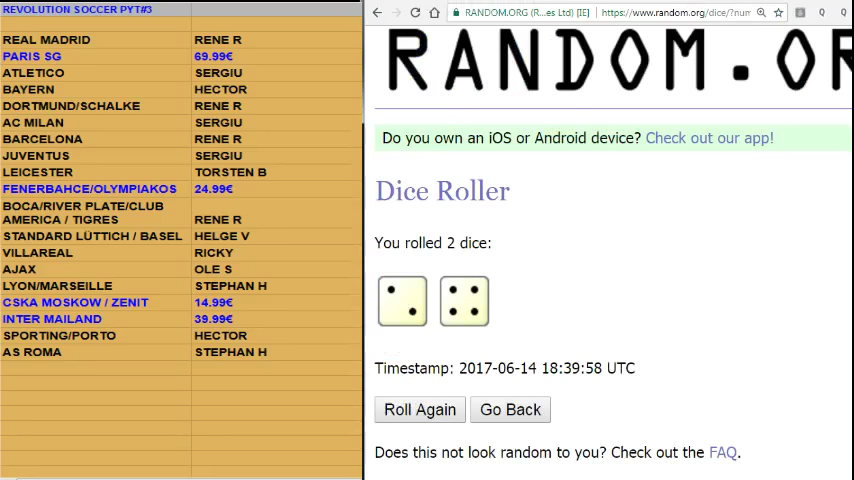 REVOLUTION SOCCER PYT#3
REAL MADRID RENE R
PARIS SG 69.99€
ATLETICO SERGIU
BAYERN HECTOR
DORTMUND/SCHALKE RENE R
AC MILAN SERGIU
BARCELONA RENE R
JUVENTUS SERGIU
LEICESTER TORSTEN B
FENERBAHCE/OLYMPIAKOS 24.99€
BOCA/RIVER PLATE/CLUB
AMERICA / TIGRES RENE R
STANDARD LÜTTICH / BASEL HELGE V
VILLAREAL RICKY
AJAX OLE S
LYON/MARSEILLE STEPHAN H
CSKA MOSKOW / ZENIT 14.99€
INTER MAILAND 39.99€
SPORTING/PORTO HECTOR
AS ROMA STEPHAN H
RANDOM.ORG (R...es Ltd) [IE] https://www.random.org/dice/?num
RANDOM.OR
Do you own an iOS or Android device? Check out our app!
Dice Roller
You rolled 2 dice:
Timestamp: 2017-06-14 18:39:58 UTC
Roll Again Go Back
Does this not look random to you? Check out the FAQ.